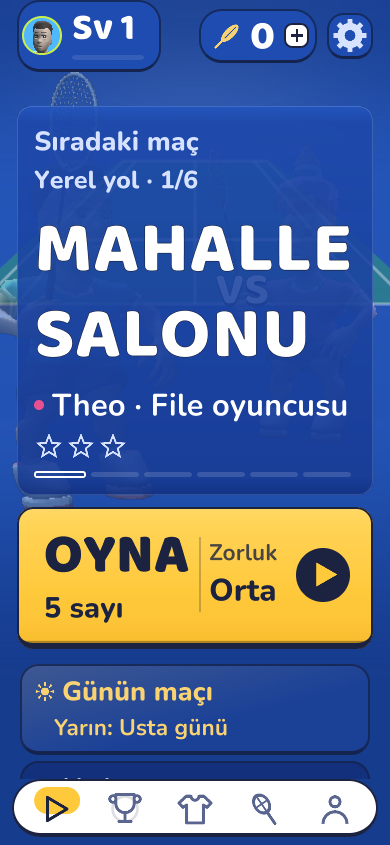 Sv 1
0
Sıradaki maç
Yerel yol · 1/6
MAHALLE
SALONU
VS
Theo · File oyuncusu
OYNA
5 sayı
Zorluk
Orta
Günün maçı
Yarın: Usta günü